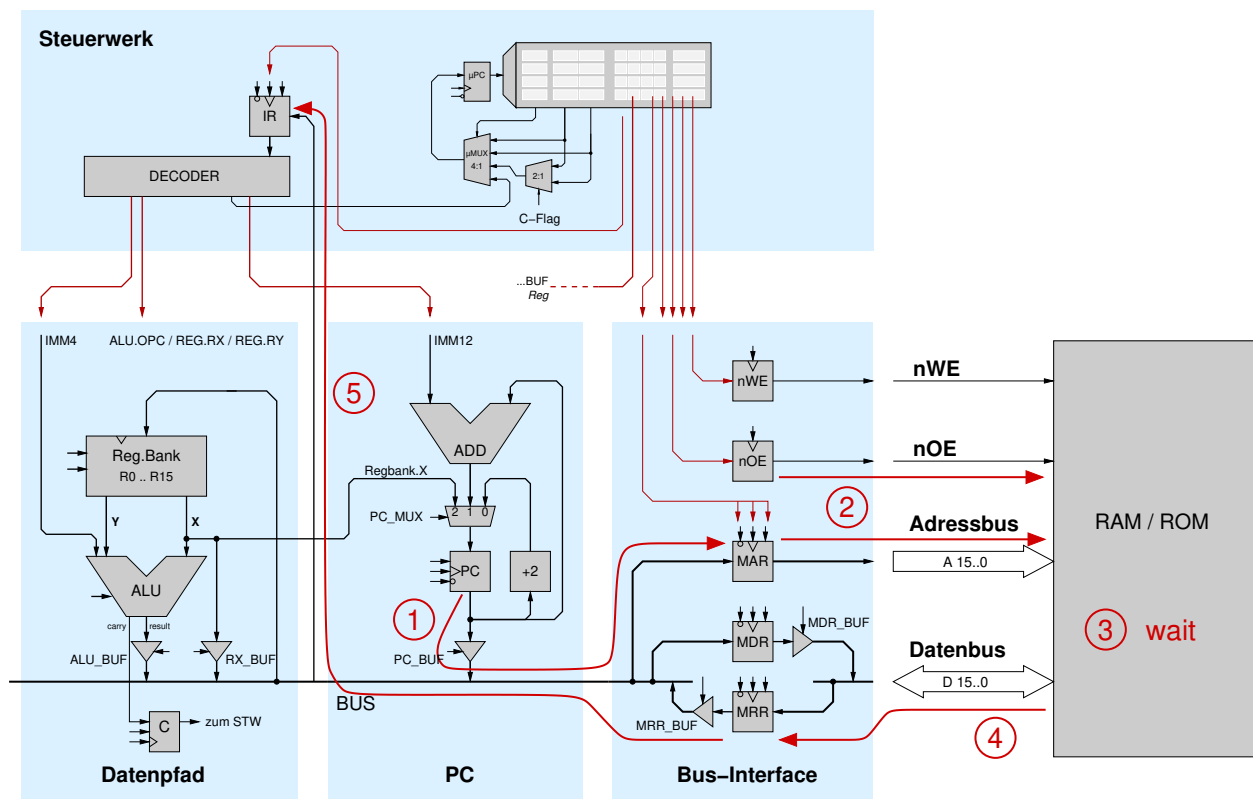 Steuerwerk
µPC
IR
µMUX
4:1
2:1
DECODER
C−Flag
...BUF
Reg
IMM4
ALU.OPC / REG.RX / REG.RY
IMM12
nWE
nWE
5
ADD
nOE
nOE
Reg.Bank
R0 .. R15
Regbank.X
2
RAM / ROM
Y
X
PC_MUX
2 1 0
Adressbus
MAR
A 15..0
PC
+2
ALU
1
carry
result
3
wait
MDR_BUF
MDR
Datenbus
ALU_BUF
RX_BUF
PC_BUF
D 15..0
BUS
MRR
MRR_BUF
4
C
zum STW
Datenpfad
PC
Bus−Interface